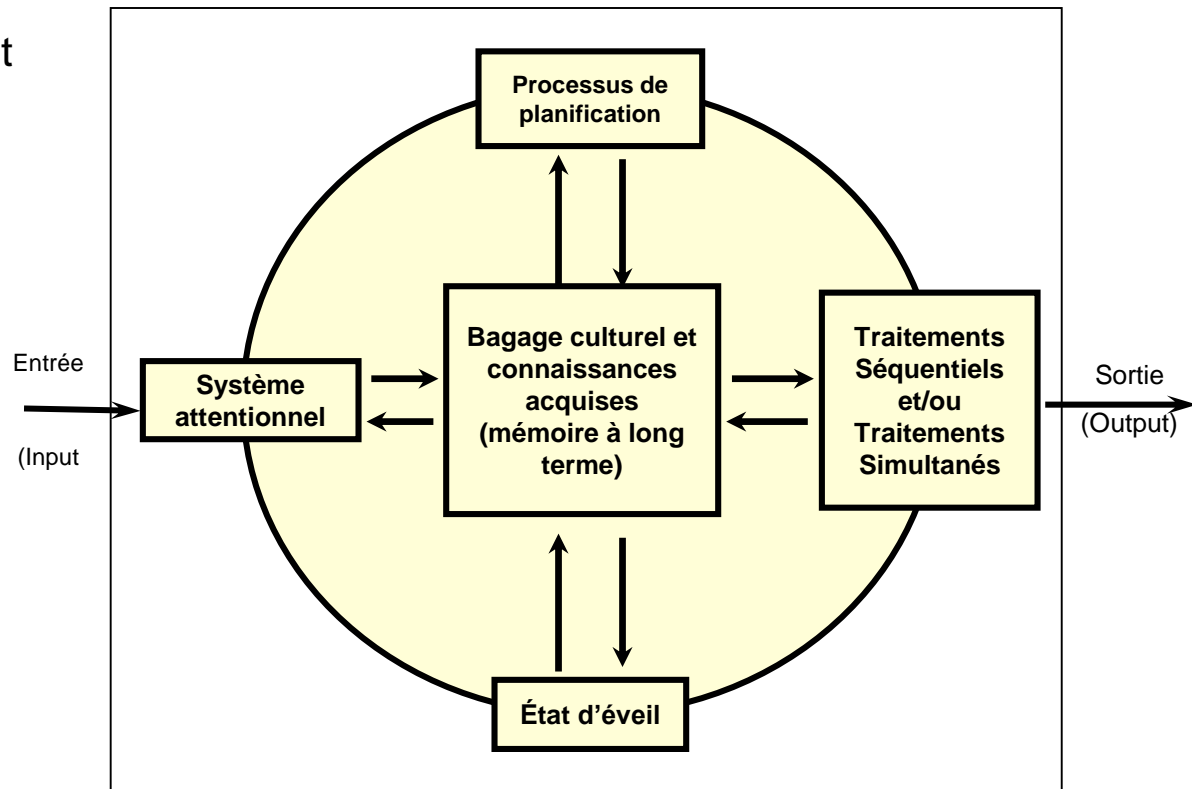 t
Processus de
planification
Entrée
(Input
Système
attentionnel
Bagage culturel et
connaissances
acquises
(mémoire à long
terme)
Traitements
Séquentiels
et/ou
Traitements
Simultanés
Sortie
(Output)
État d’éveil